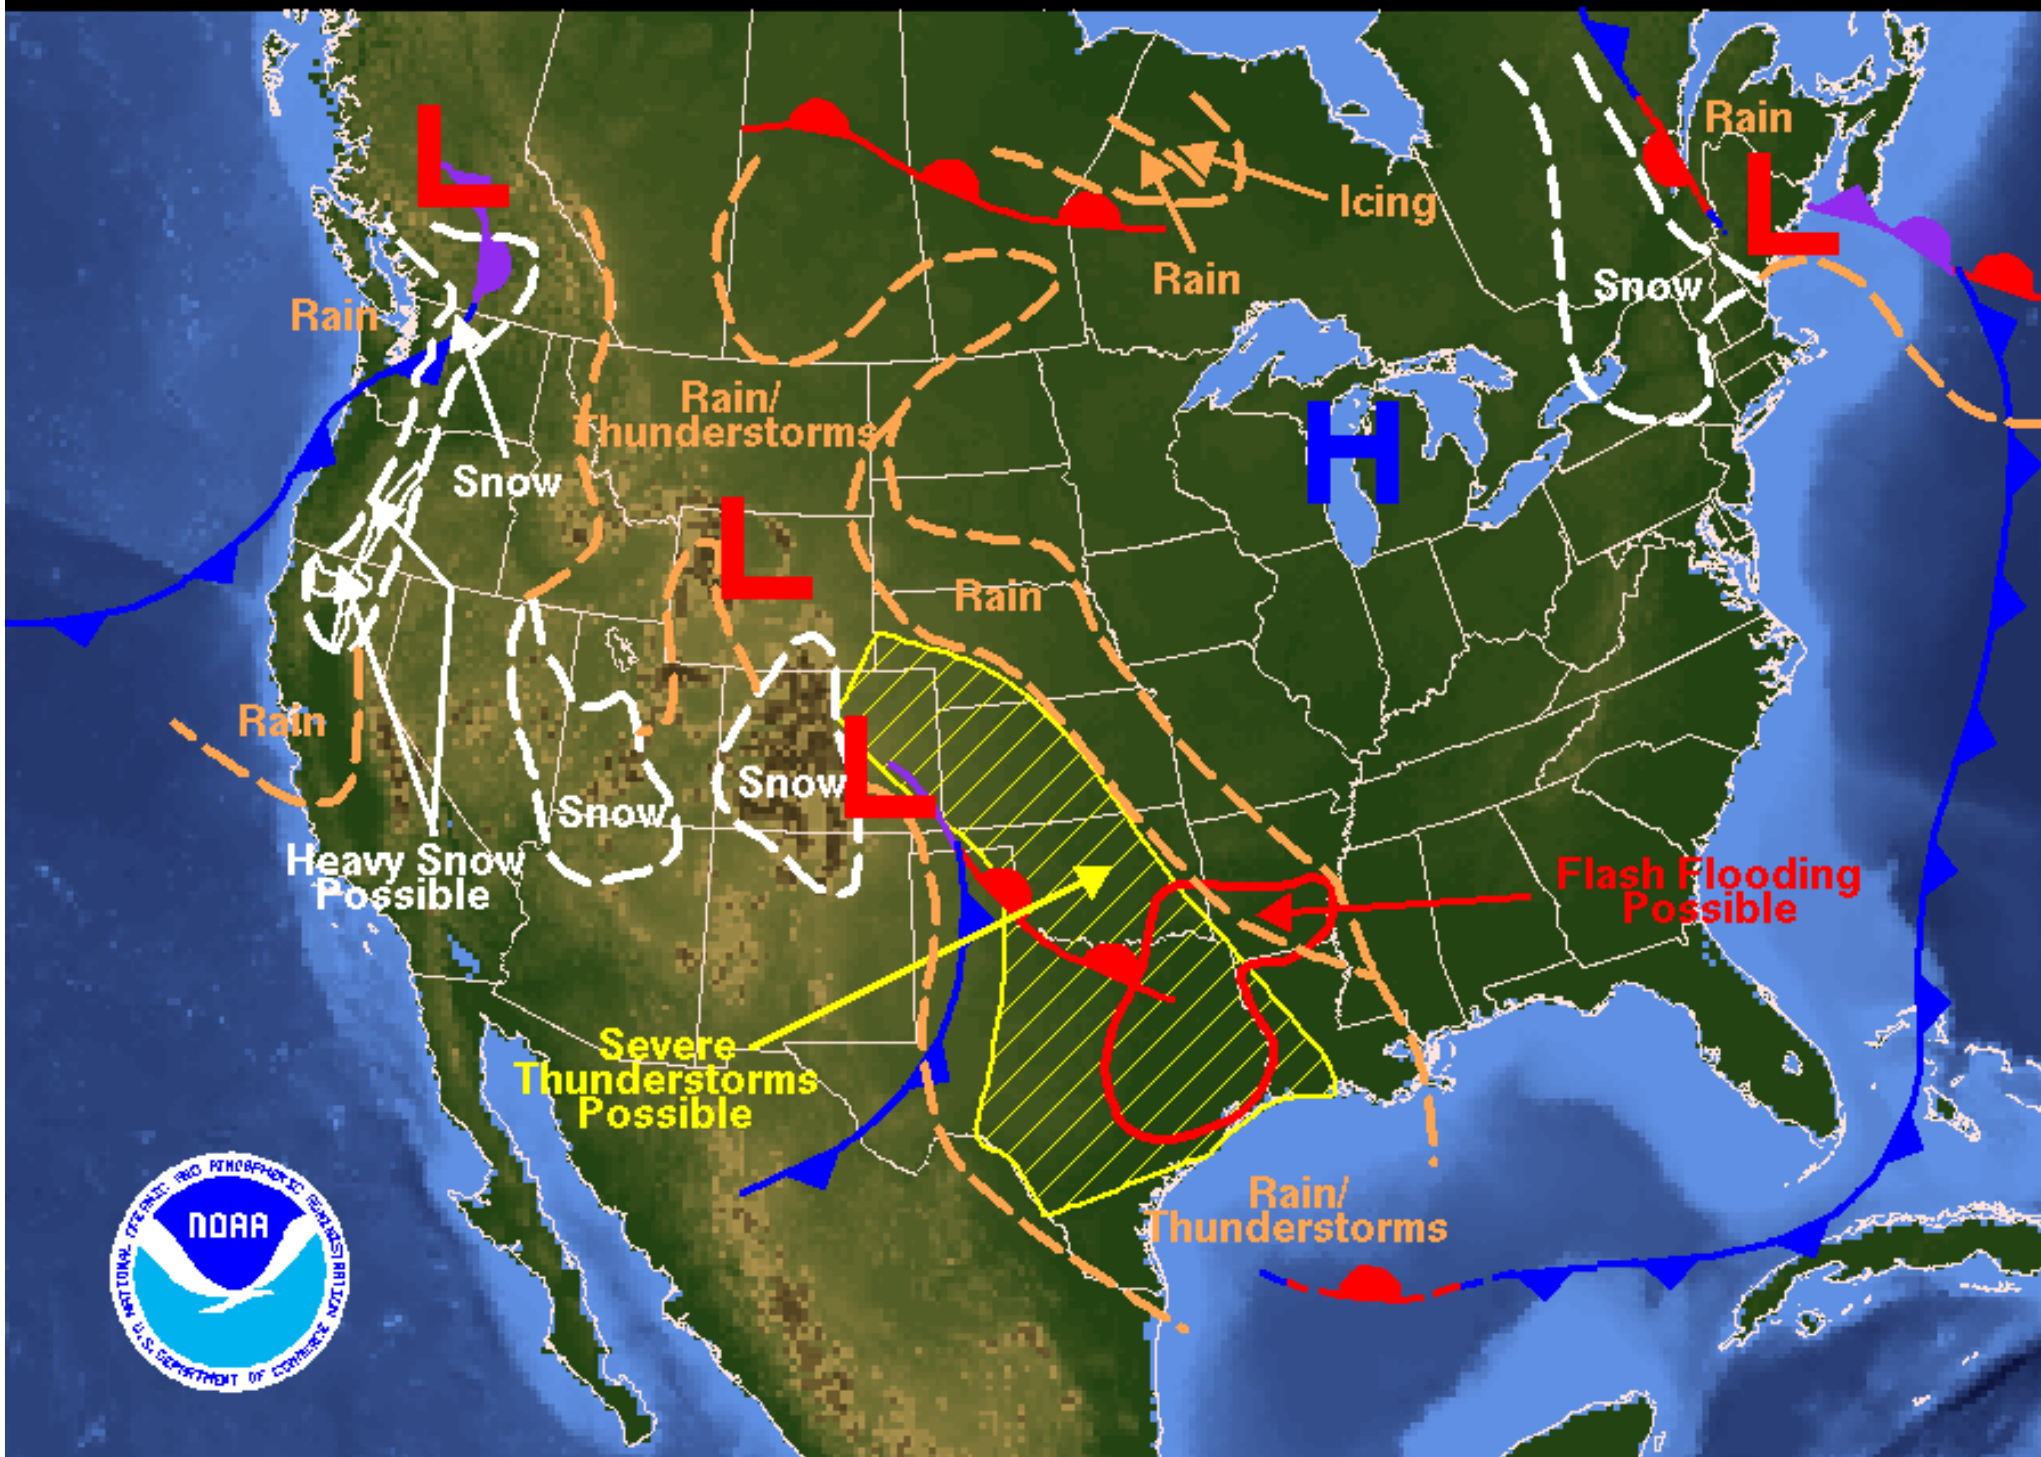 L
Rain
L
Icing
Rain
Snow
Rain
Rain/
Thunderstorms
H
Snow
L
Rain
Rain
L
Snow
Snow
Heavy Snow
Possible
Flash Flooding
Possible
Severe
Thunderstorms
Possible
Rain/
Thunderstorms
NATIONAL OCEANIC AND ATMOSPHERIC ADMINISTRATION
NOAA
U.S. DEPARTMENT OF COMMERCE